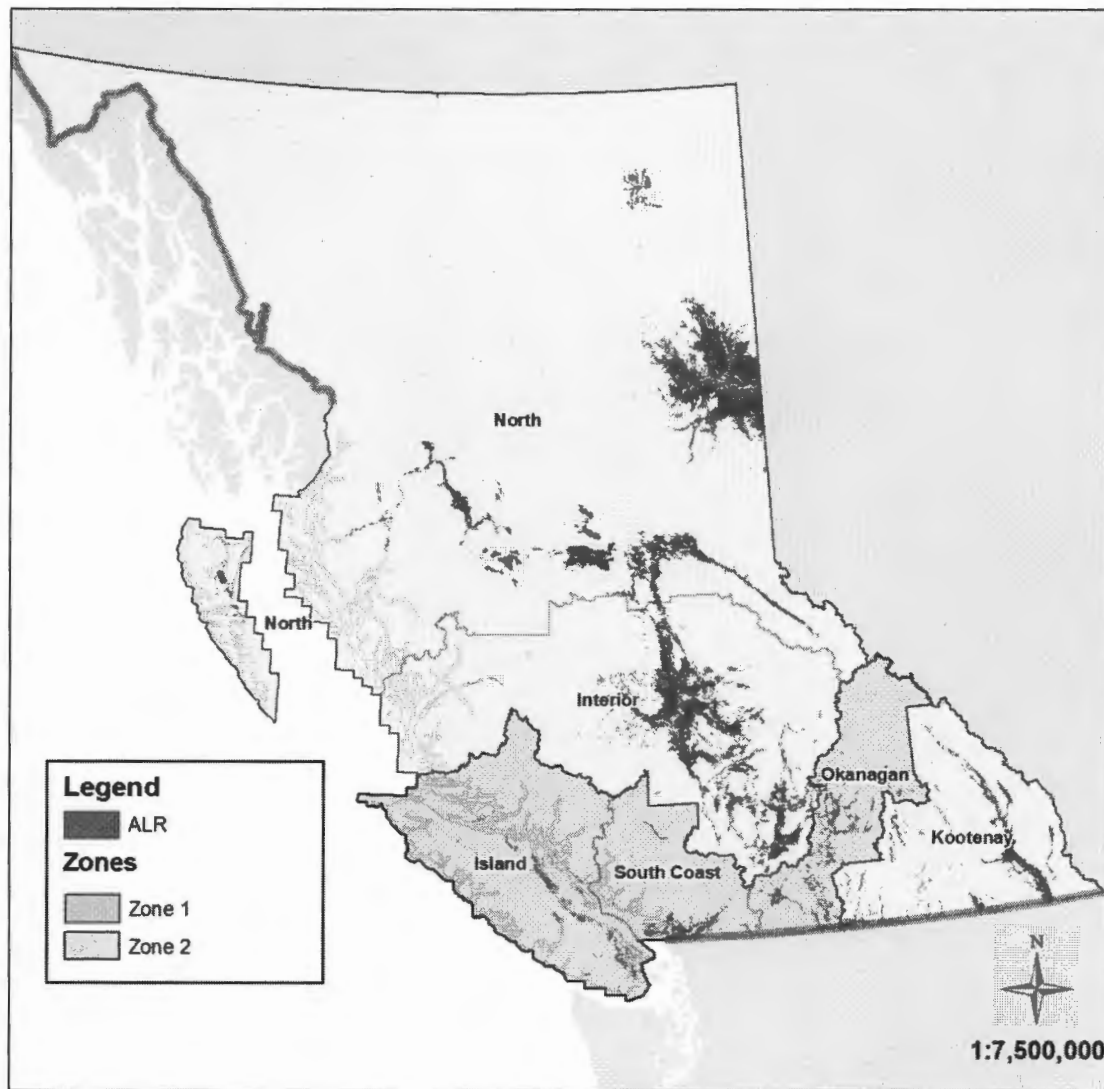 North
North
Interior
Okanagan
Kootenay
Island
South Coast
Legend
ALR
Zones
Zone 1
Zone 2
N
1:7,500,000